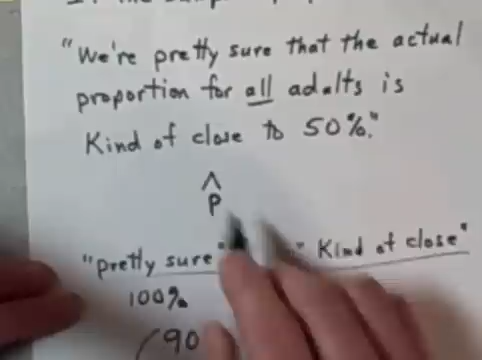 "We're pretty sure that the actual
proportion for all adults is
Kind of close to 50%."
^
P
"pretty sure" " Kind of close"
100%
(90